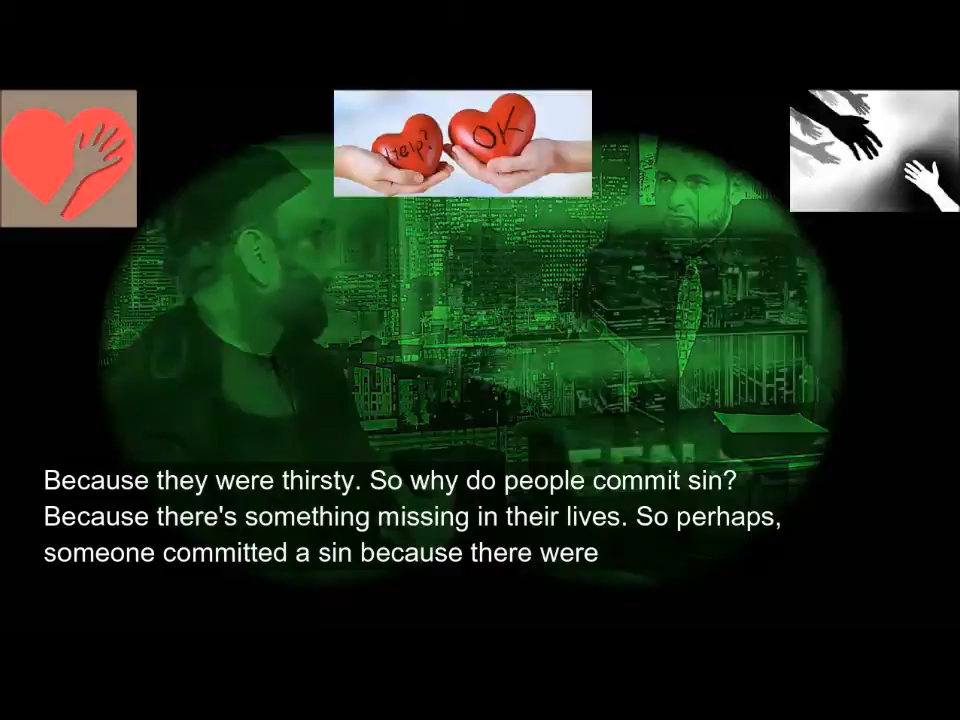 Help?
OK
Because they were thirsty. So why do people commit sin?
Because there's something missing in their lives. So perhaps,
someone committed a sin because there were